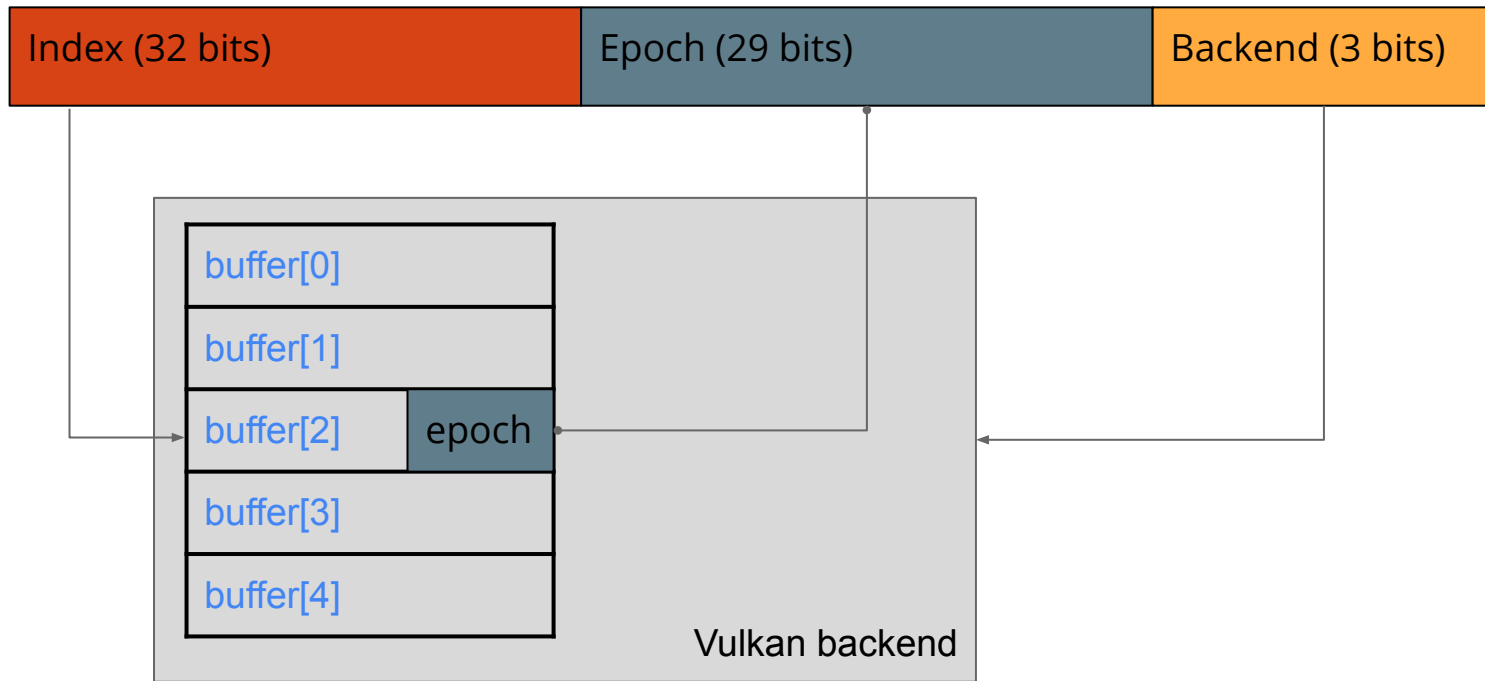 Index (32 bits) Epoch (29 bits) Backend (3 bits)
buffer[0]
buffer[1]
buffer[2] epoch
buffer[3]
buffer[4]
Vulkan backend